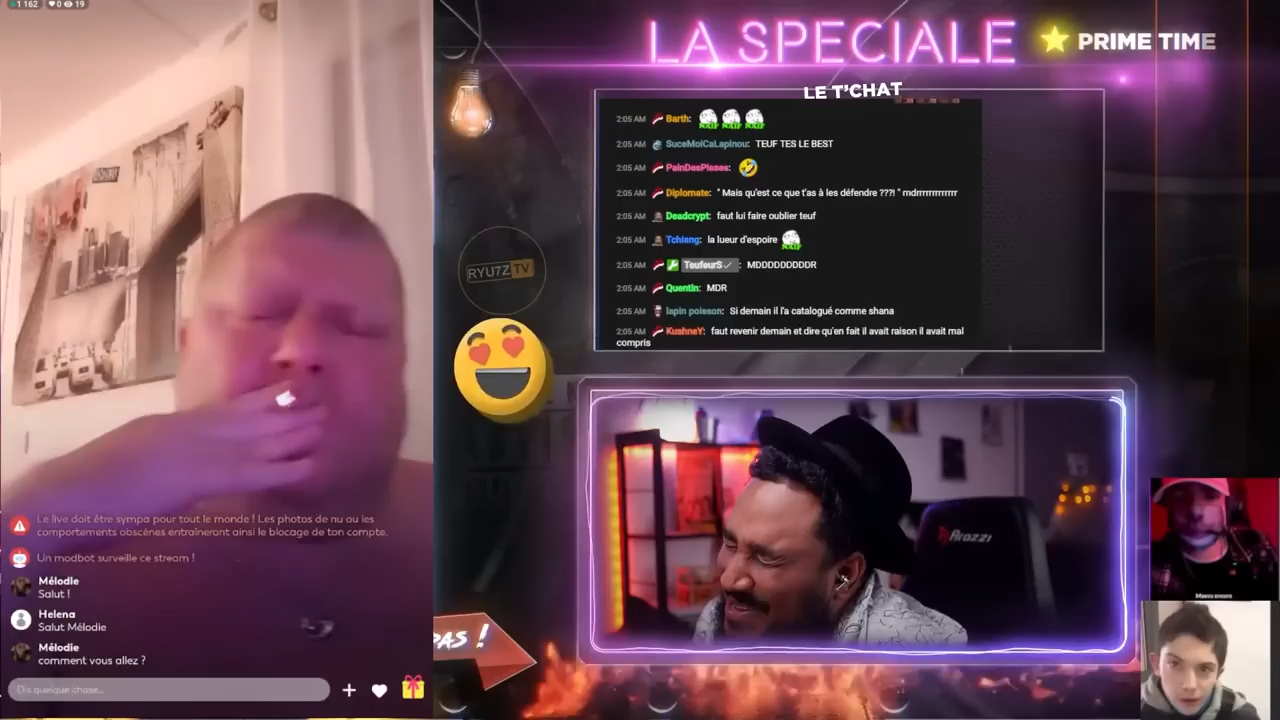 1 162 0 19
Le live doit être sympa pour tout le monde ! Les photos de nu ou les
comportements obscènes entraîneront ainsi le blocage de ton compte.
Un modbot surveille ce stream !
Mélodie
Salut !
Helena
Salut Mélodie
Mélodie
comment vous allez ?
Dis quelque chose...
LA SPECIALE
PRIME TIME
LE T'CHAT
2:05 AM Barth: NAIF NAIF NAIF
2:05 AM SuceMoiCaLapinou: TEUF TES LE BEST
2:05 AM PainDesPisses:
2:05 AM Diplomate: " Mais qu'est ce que t'as à les défendre ???! " mdrrrrrrrrrrrr
2:05 AM Deadcrypt: faut lui faire oublier teuf
2:05 AM Tchiang: la lueur d'espoire NAIF
2:05 AM TeufeurS : MDDDDDDDDDR
2:05 AM Quentin: MDR
2:05 AM lapin poisson: Si demain il l'a catalogué comme shana
2:05 AM KushneY: faut revenir demain et dire qu'en fait il avait raison il avait mal
compris
RYU7Z TV
PAS !
Arozzi